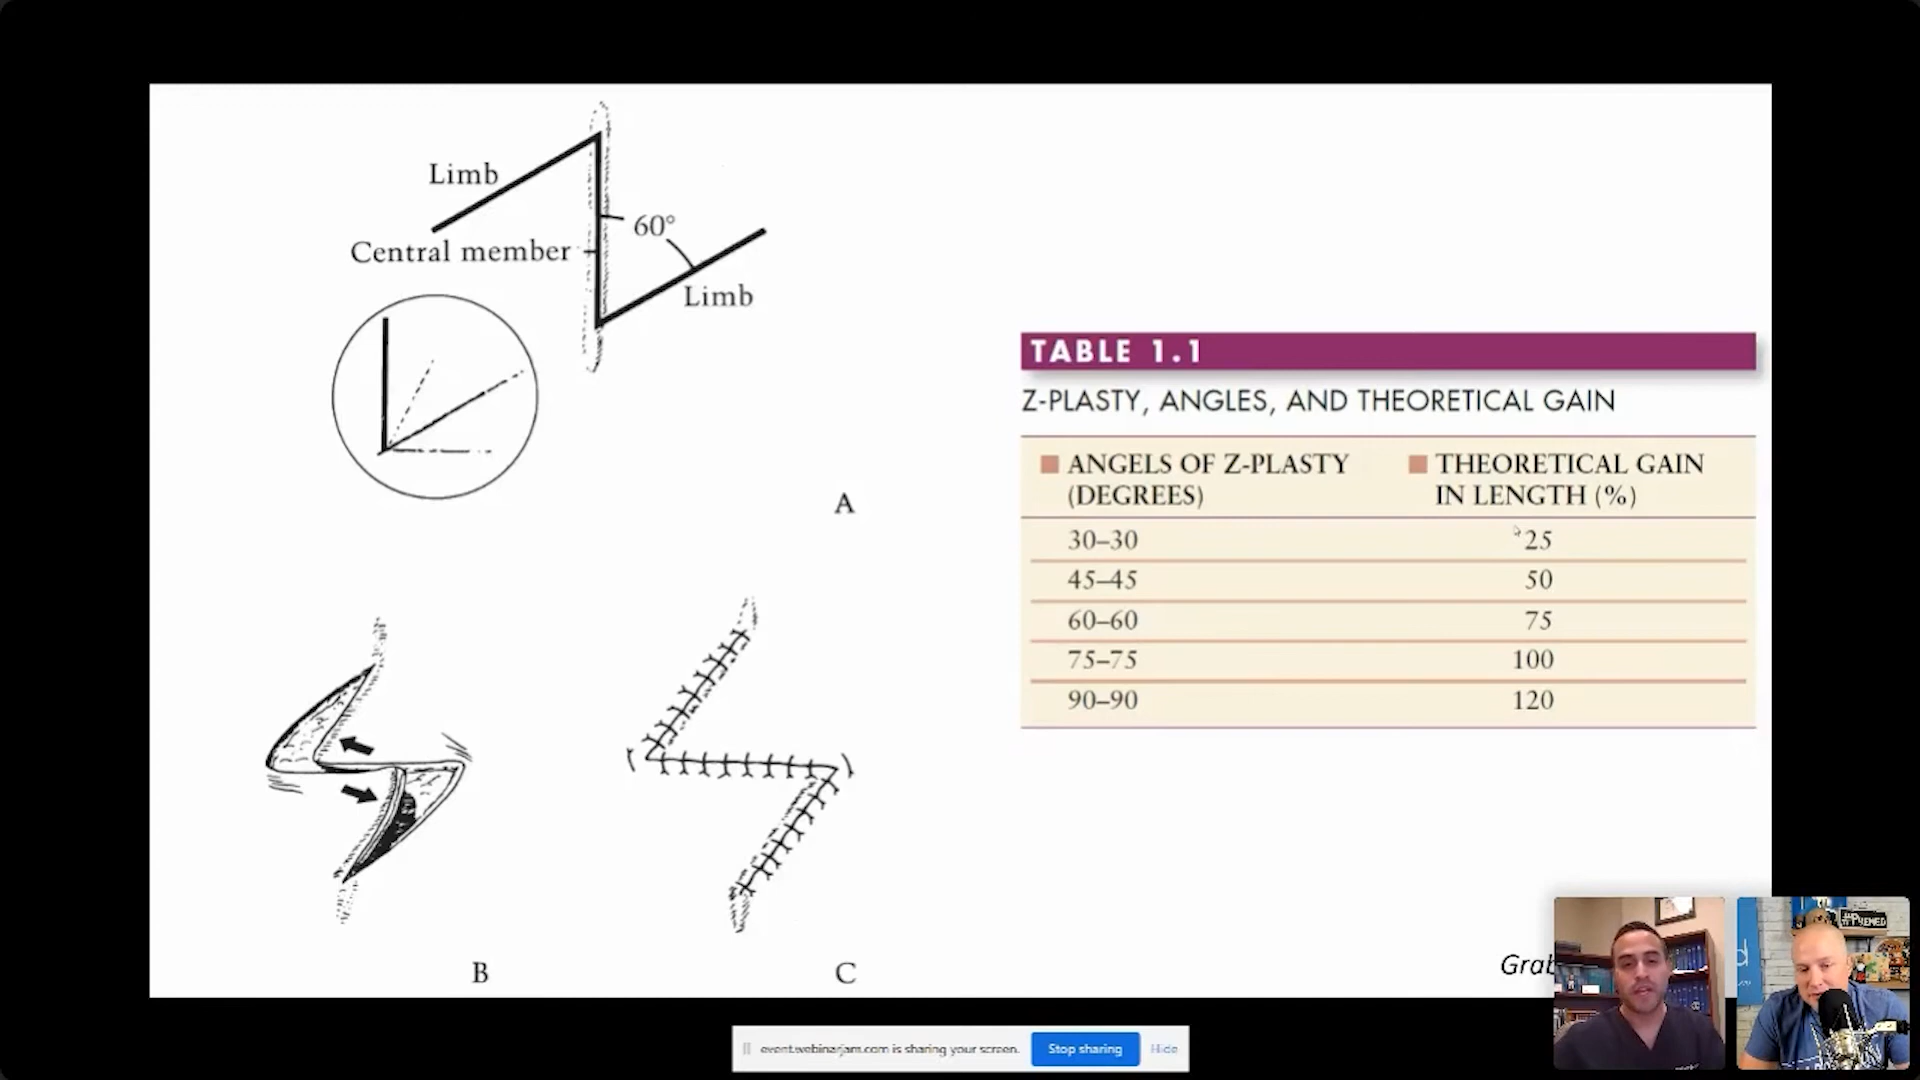 Limb
60°
Central member
Limb
A
B
C
TABLE 1.1
Z-PLASTY, ANGLES, AND THEORETICAL GAIN
ANGELS OF Z-PLASTY
(DEGREES)
THEORETICAL GAIN
IN LENGTH (%)
30–30 25
45–45 50
60–60 75
75–75 100
90–90 120
Grab
#PREMED
d
event.webinarjam.com is sharing your screen.
Stop sharing
Hide